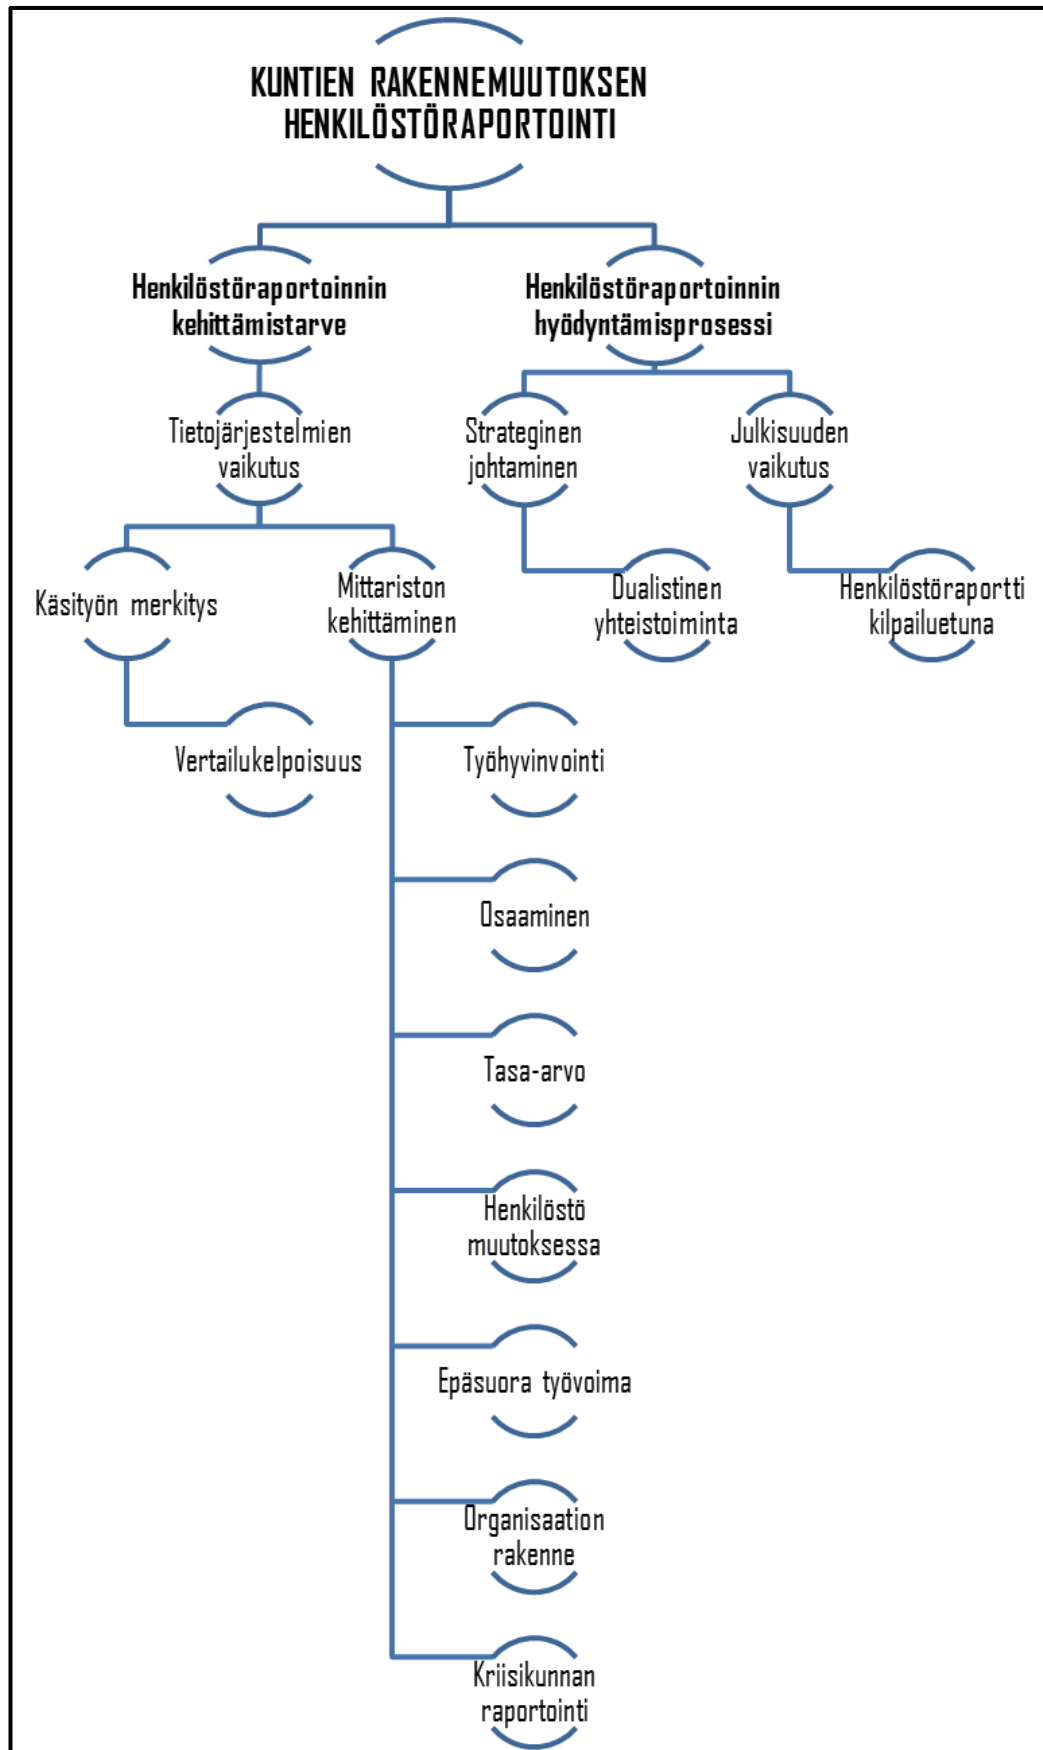 KUNTIEN RAKENNEMUUTOKSEN
HENKILÖSTÖRAPORTOINTI
Henkilöstöraportoinnin
kehittämistarve
Henkilöstöraportoinnin
hyödyntämisprosessi
Tietojärjestelmien
vaikutus
Strateginen
johtaminen
Julkisuuden
vaikutus
Käsityön merkitys
Mittariston
kehittäminen
Dualistinen
yhteistoiminta
Henkilöstöraportti
kilpailuetuna
Vertailukelpoisuus
Työhyvinvointi
Osaaminen
Tasa-arvo
Henkilöstö
muutoksessa
Epäsuora työvoima
Organisaation
rakenne
Kriisikunnan
raportointi